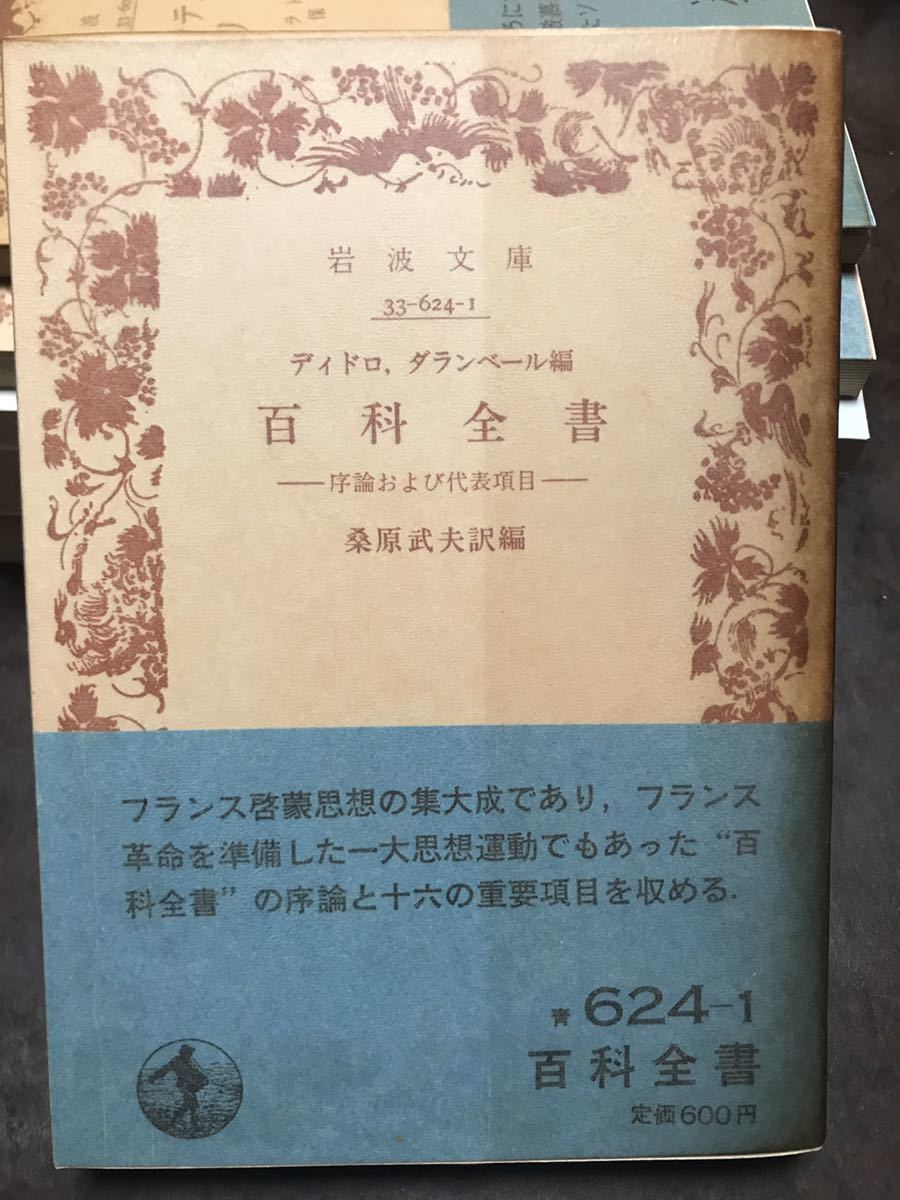 岩波文庫
33-624-1
ディドロ, ダランベール編
百科全書
——序論および代表項目——
桑原武夫訳編
フランス啓蒙思想の集大成であり, フランス
革命を準備した一大思想運動でもあった“百
科全書”の序論と十六の重要項目を収める.
青 624-1
百科全書
定価600円